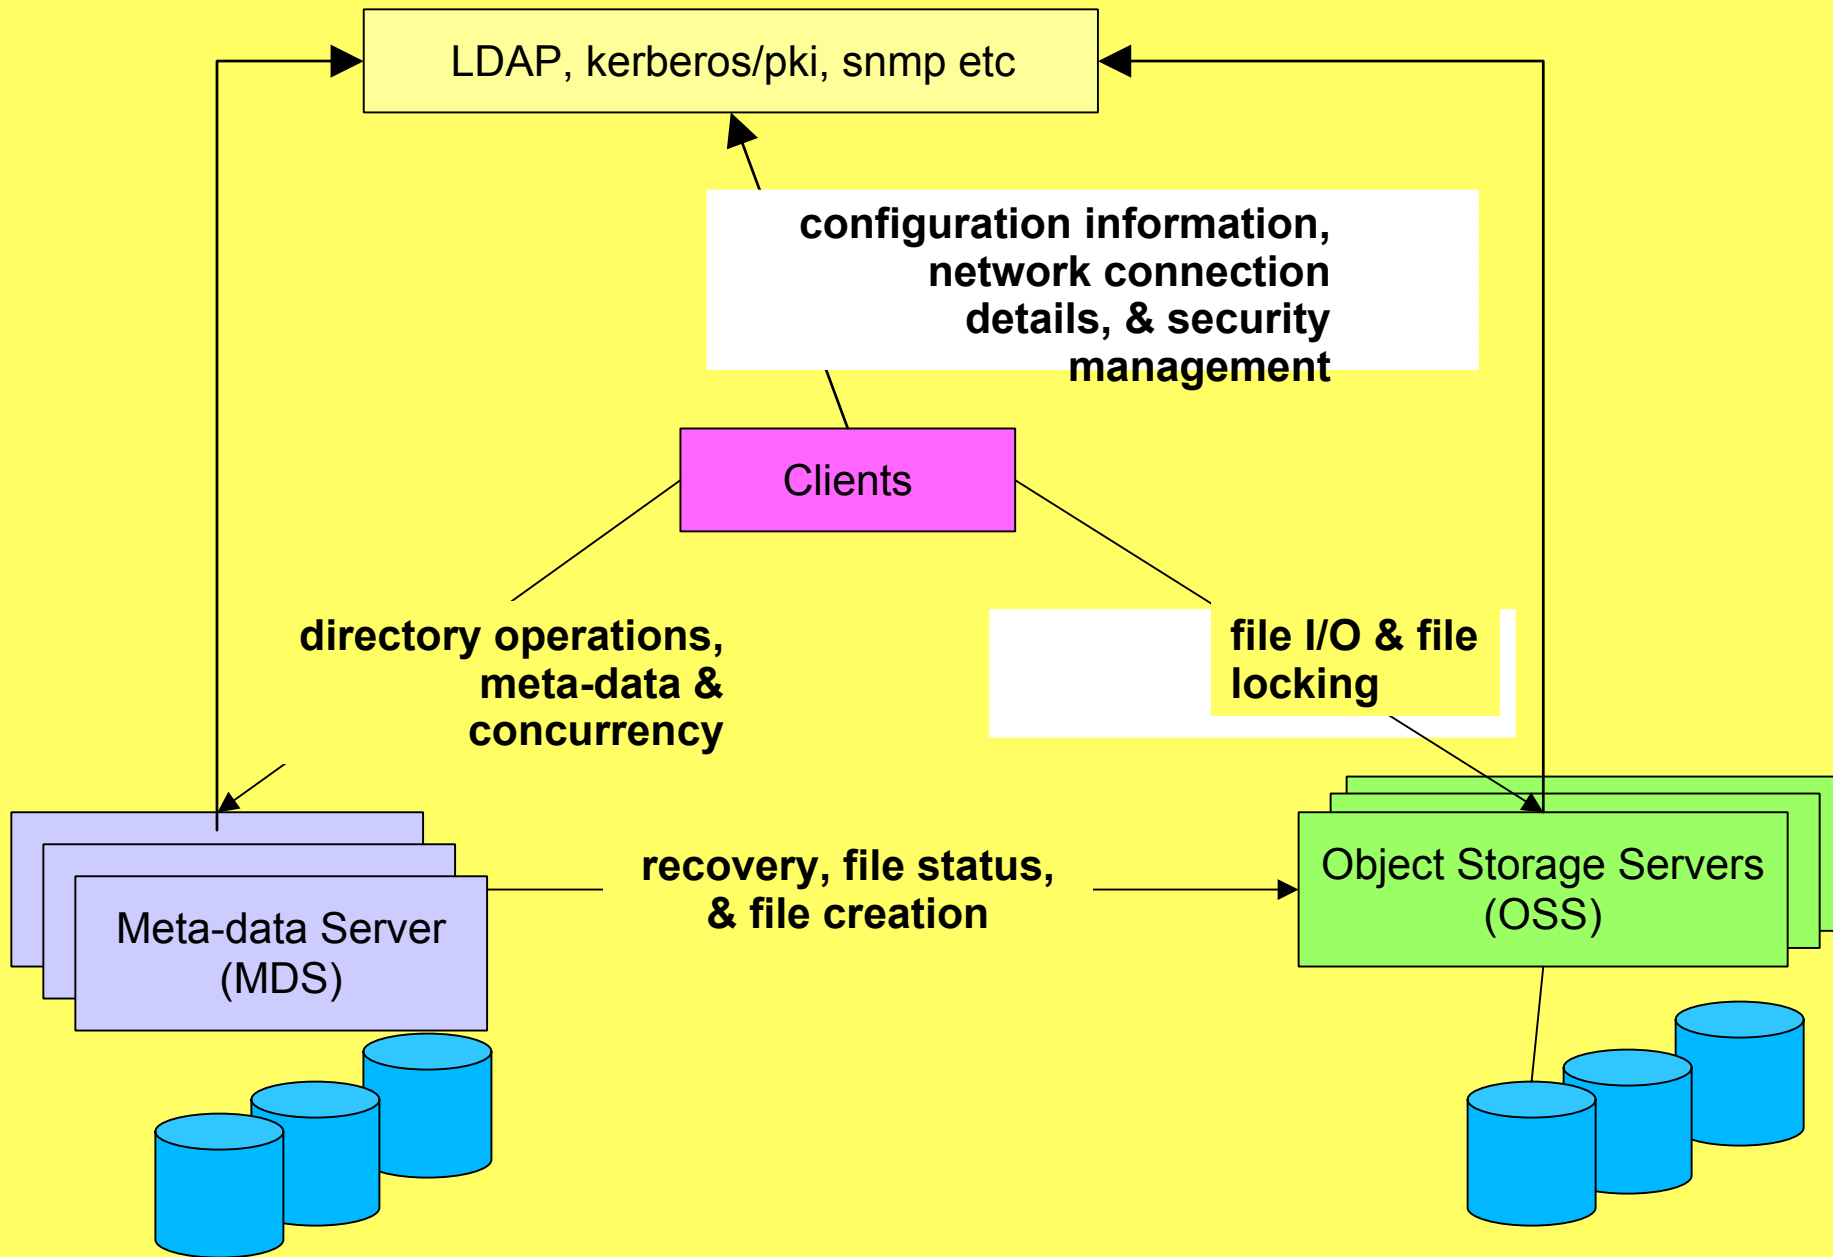 LDAP, kerberos/pki, snmp etc
configuration information,
network connection
details, & security
management
Clients
directory operations,
meta-data &
concurrency
file I/O & file
locking
recovery, file status,
& file creation
Meta-data Server
(MDS)
Object Storage Servers
(OSS)